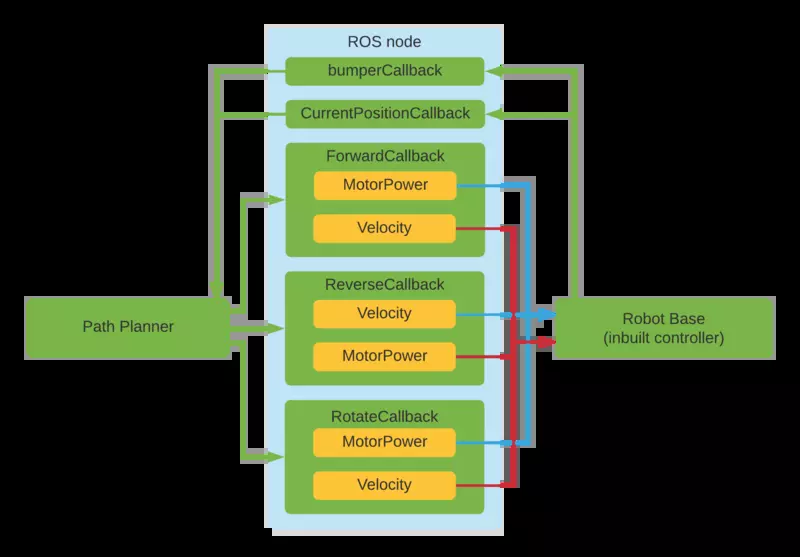 ROS node
bumperCallback
CurrentPositionCallback
ForwardCallback
MotorPower
Velocity
ReverseCallback
Velocity
MotorPower
RotateCallback
MotorPower
Velocity
Path Planner
Robot Base
(inbuilt controller)